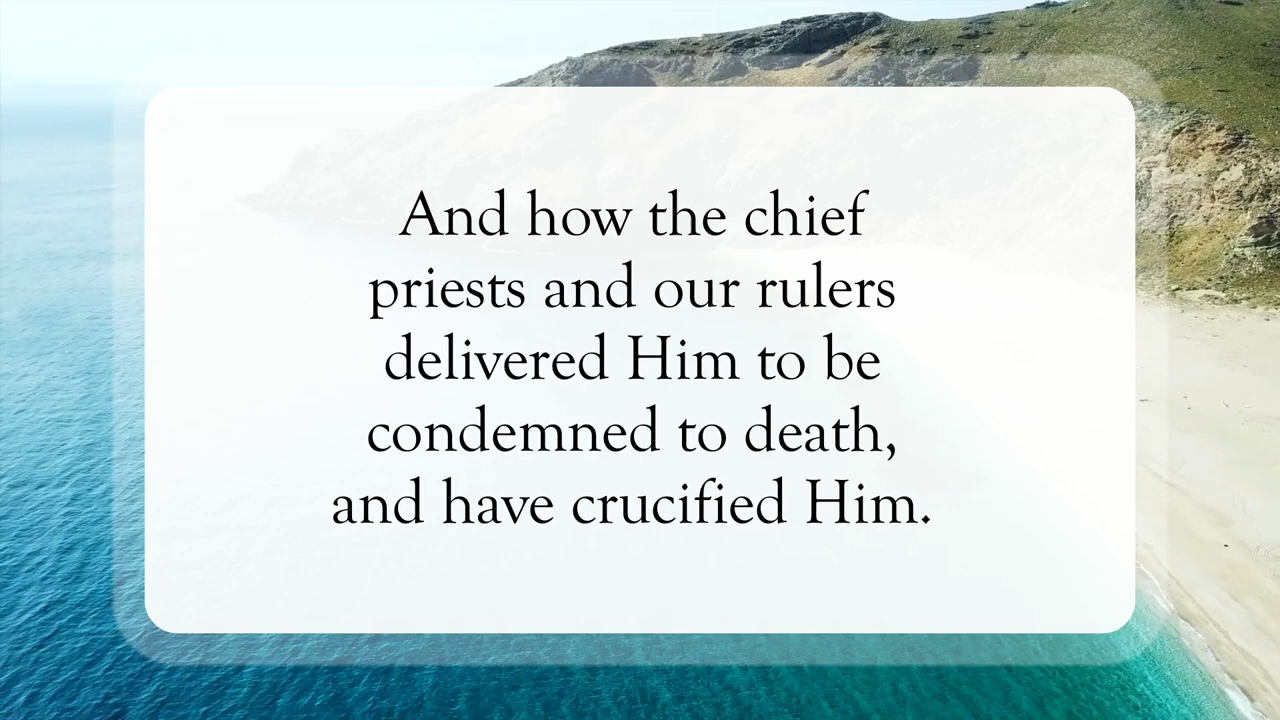 And how the chief
priests and our rulers
delivered Him to be
condemned to death,
and have crucified Him.